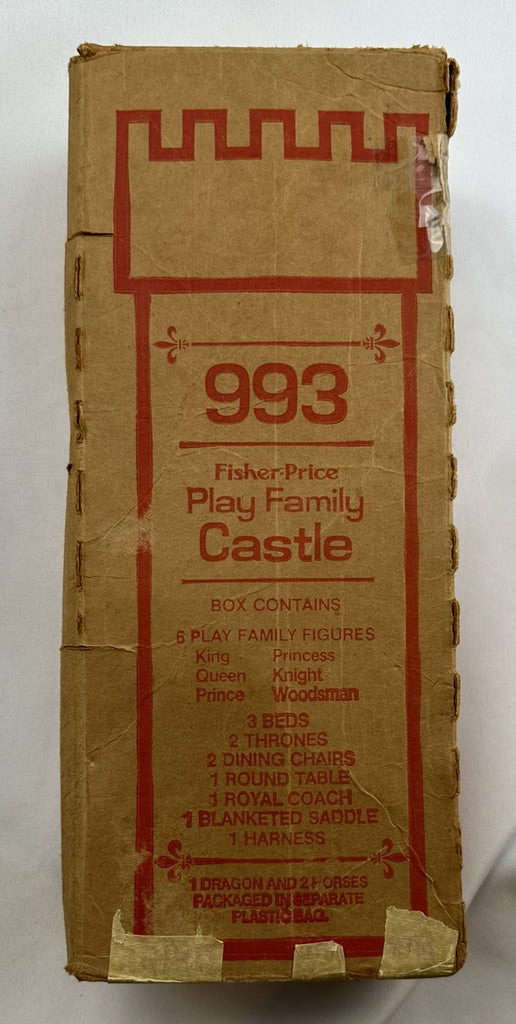 993
Fisher-Price
Play Family
Castle
BOX CONTAINS
6 PLAY FAMILY FIGURES
King Princess
Queen Knight
Prince Woodsman
3 BEDS
2 THRONES
2 DINING CHAIRS
1 ROUND TABLE
1 ROYAL COACH
1 BLANKETED SADDLE
1 HARNESS
1 DRAGON AND 2 HORSES
PACKAGED IN SEPARATE
PLASTIC BAG.